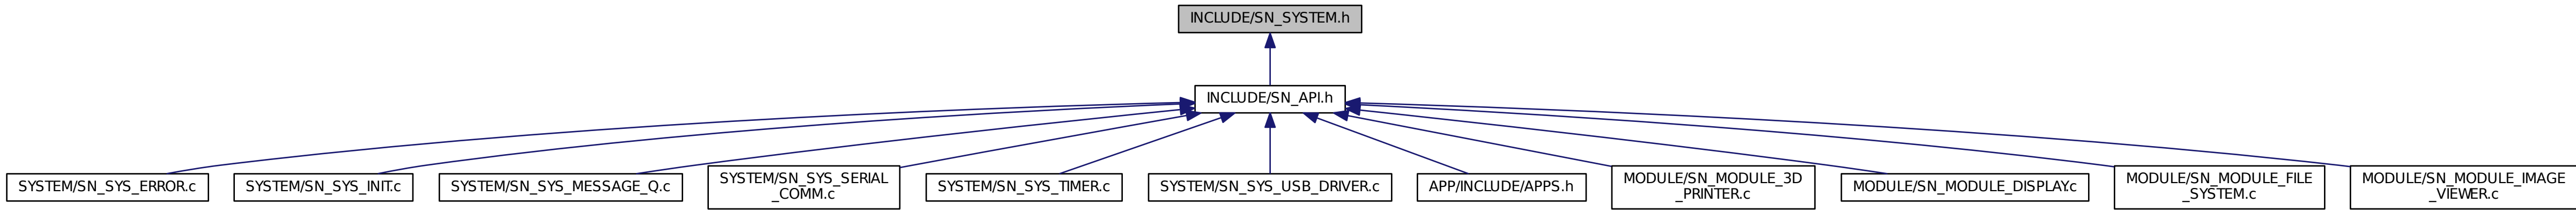 INCLUDE/SN_SYSTEM.h
INCLUDE/SN_API.h
SYSTEM/SN_SYS_ERROR.c
SYSTEM/SN_SYS_INIT.c
SYSTEM/SN_SYS_MESSAGE_Q.c
SYSTEM/SN_SYS_SERIAL
_COMM.c
SYSTEM/SN_SYS_TIMER.c
SYSTEM/SN_SYS_USB_DRIVER.c
APP/INCLUDE/APPS.h
MODULE/SN_MODULE_3D
_PRINTER.c
MODULE/SN_MODULE_DISPLAY.c
MODULE/SN_MODULE_FILE
_SYSTEM.c
MODULE/SN_MODULE_IMAGE
_VIEWER.c